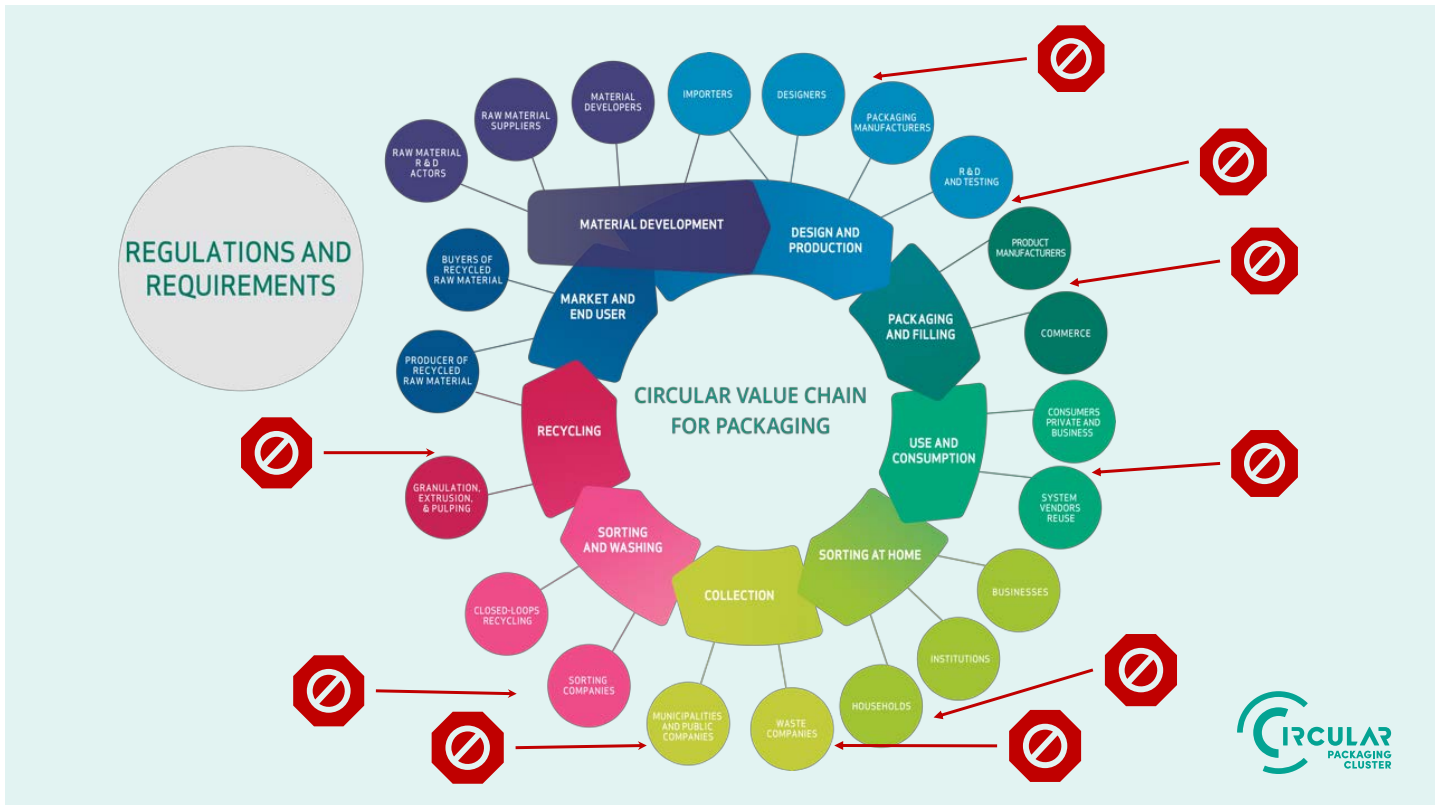 REGULATIONS AND
REQUIREMENTS
RAW MATERIAL
R & D
ACTORS
RAW MATERIAL
SUPPLIERS
MATERIAL
DEVELOPERS
IMPORTERS
DESIGNERS
PACKAGING
MANUFACTURERS
R & D
AND TESTING
PRODUCT
MANUFACTURERS
COMMERCE
CONSUMERS
PRIVATE AND
BUSINESS
SYSTEM
VENDORS
REUSE
BUSINESSES
INSTITUTIONS
HOUSEHOLDS
WASTE
COMPANIES
MUNICIPALITIES
AND PUBLIC
COMPANIES
SORTING
COMPANIES
CLOSED-LOOPS
RECYCLING
GRANULATION,
EXTRUSION,
& PULPING
PRODUCER OF
RECYCLED
RAW MATERIAL
BUYERS OF
RECYCLED
RAW MATERIAL
MATERIAL DEVELOPMENT
DESIGN AND
PRODUCTION
PACKAGING
AND FILLING
USE AND
CONSUMPTION
SORTING AT HOME
COLLECTION
SORTING
AND WASHING
RECYCLING
MARKET AND
END USER
CIRCULAR VALUE CHAIN
FOR PACKAGING
CIRCULAR
PACKAGING
CLUSTER